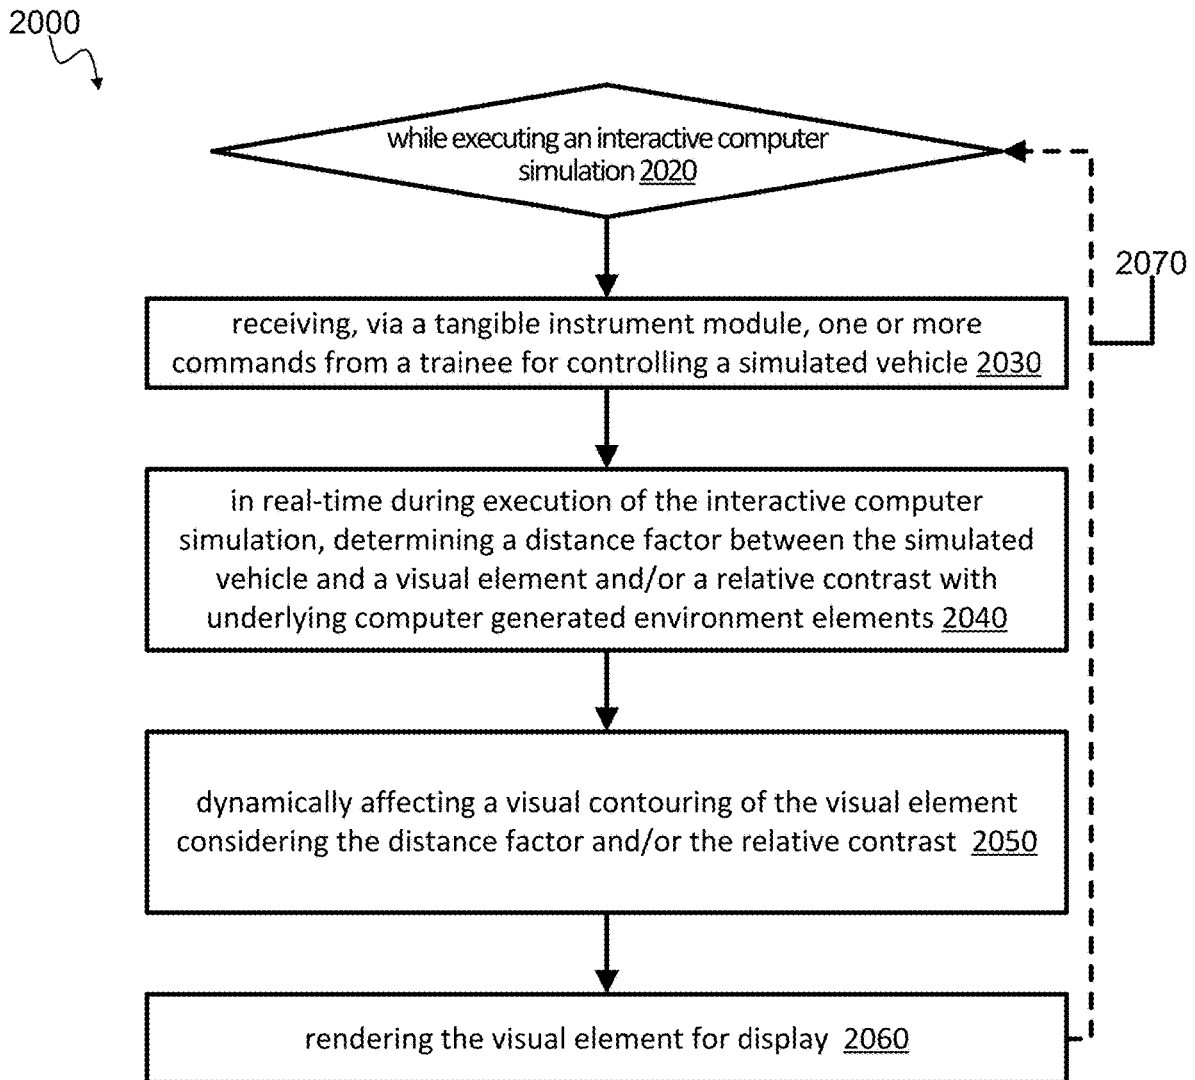 2000
while executing an interactive computer
simulation 2020
2070
receiving, via a tangible instrument module, one or more
commands from a trainee for controlling a simulated vehicle 2030
in real-time during execution of the interactive computer
simulation, determining a distance factor between the simulated
vehicle and a visual element and/or a relative contrast with
underlying computer generated environment elements 2040
dynamically affecting a visual contouring of the visual element
considering the distance factor and/or the relative contrast 2050
rendering the visual element for display 2060